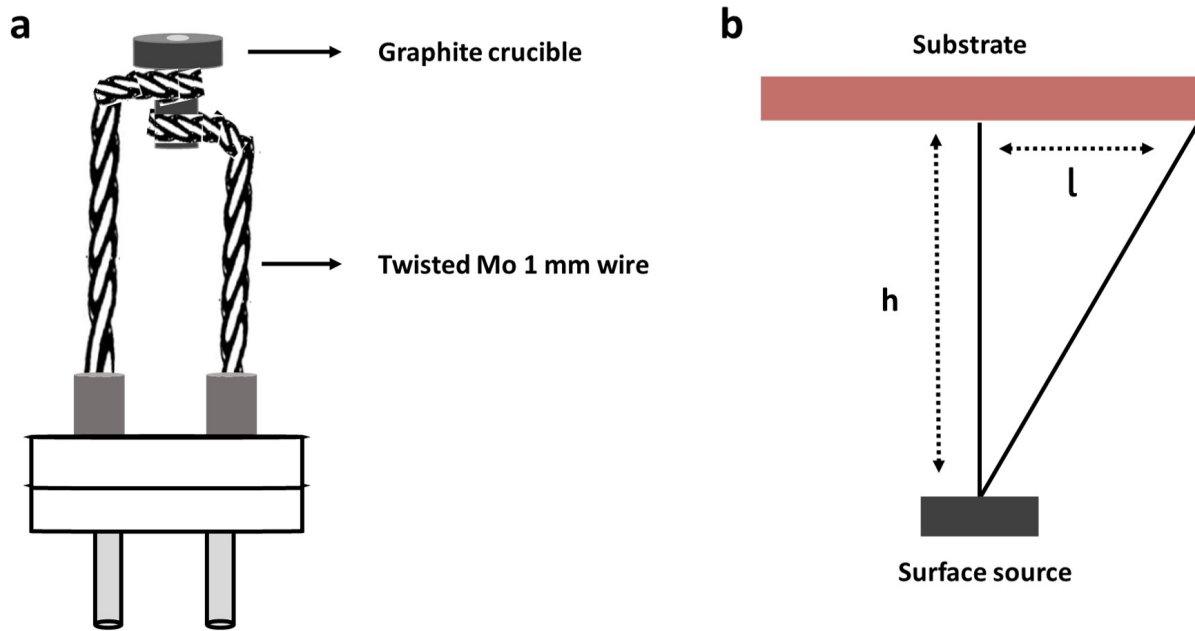 a
Graphite crucible
Twisted Mo 1 mm wire
b
Substrate
l
h
Surface source